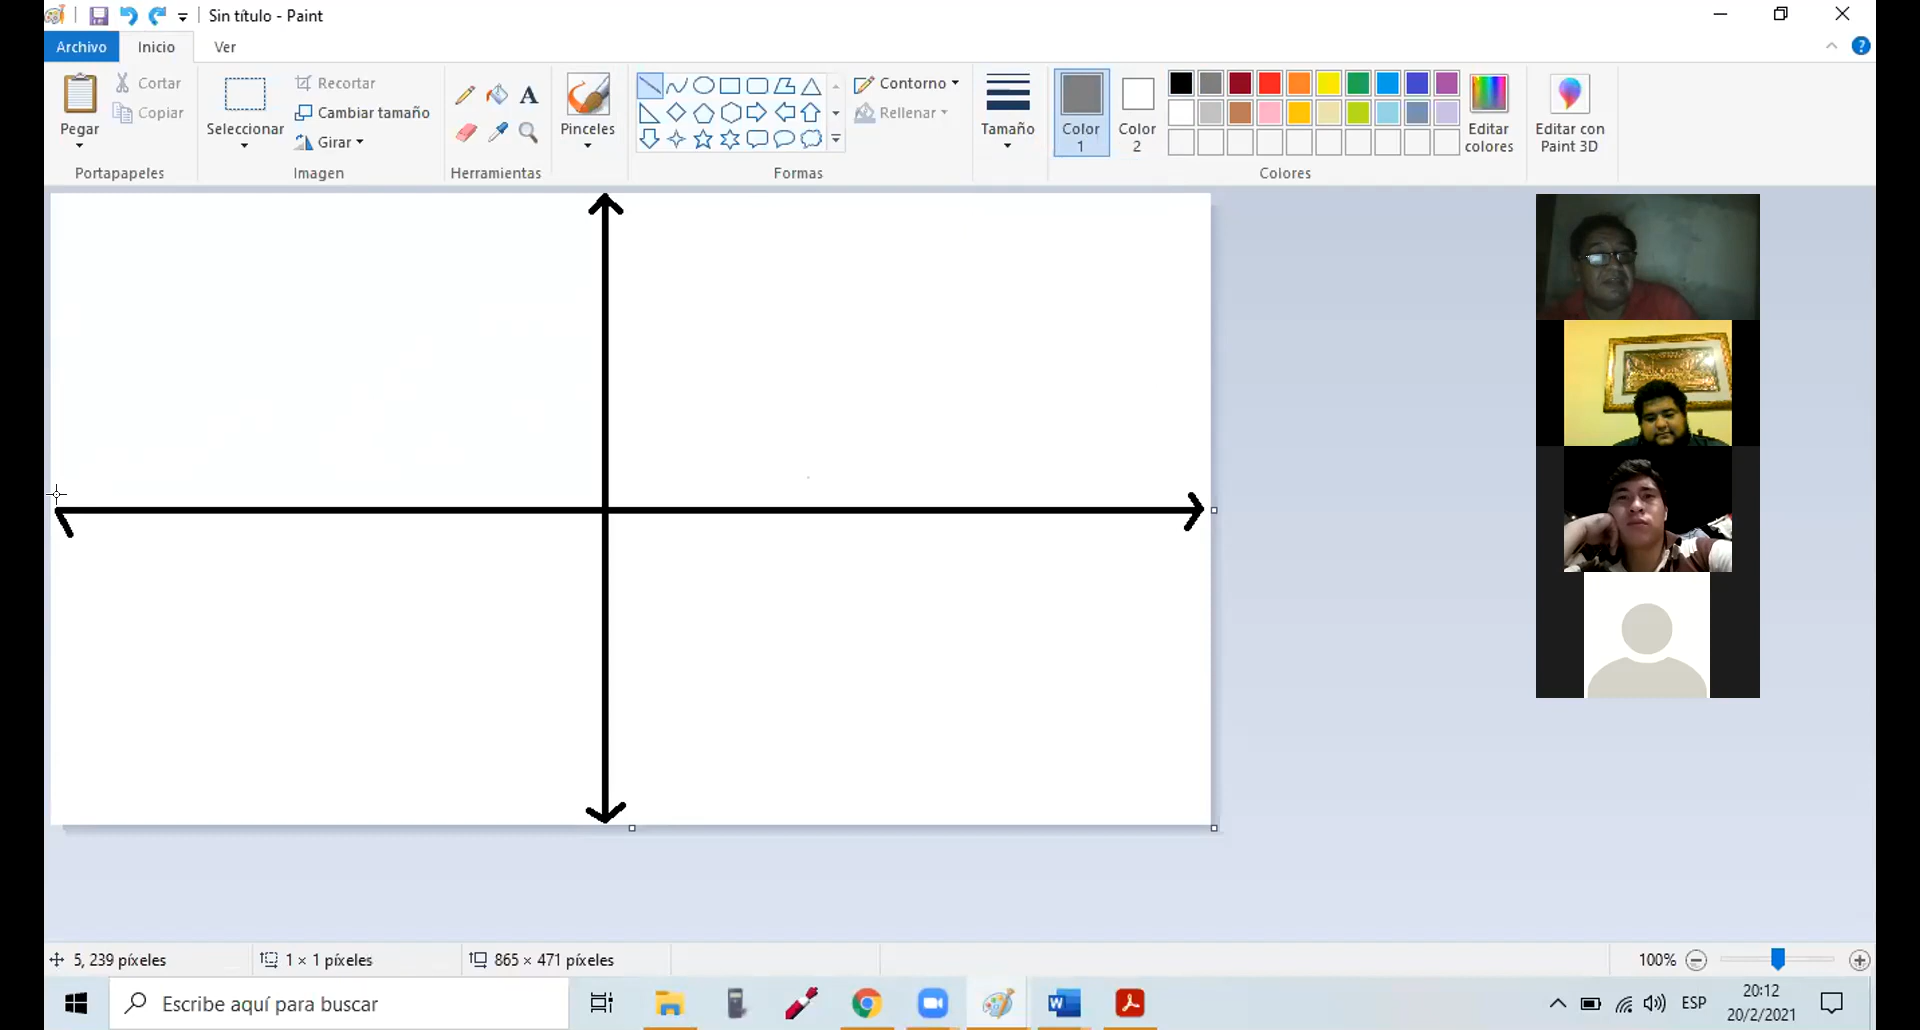 Sin título - Paint
Archivo Inicio Ver
Pegar
Cortar
Copiar
Portapapeles
Seleccionar
Recortar
Cambiar tamaño
Girar
Imagen
A
Herramientas
Pinceles
Contorno
Rellenar
Formas
Tamaño
Color
1
Color
2
Editar
colores
Colores
Editar con
Paint 3D
?
5, 239 píxeles 1 × 1 píxeles 865 × 471 píxeles 100%
Escribe aquí para buscar
W
ESP
20:12
20/2/2021